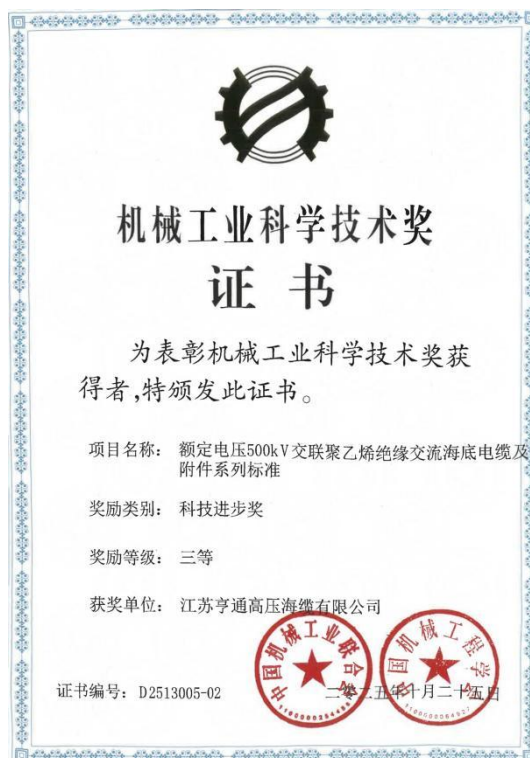 机械工业科学技术奖
证书
为表彰机械工业科学技术奖获
得者,特颁发此证书。
项目名称: 额定电压500kV交联聚乙烯绝缘交流海底电缆及
附件系列标准
奖励类别: 科技进步奖
奖励等级: 三等
获奖单位: 江苏亨通高压海缆有限公司
中国机械工业联合会
中国机械工程学会
证书编号: D2513005-02
二零二五年十月二十五日